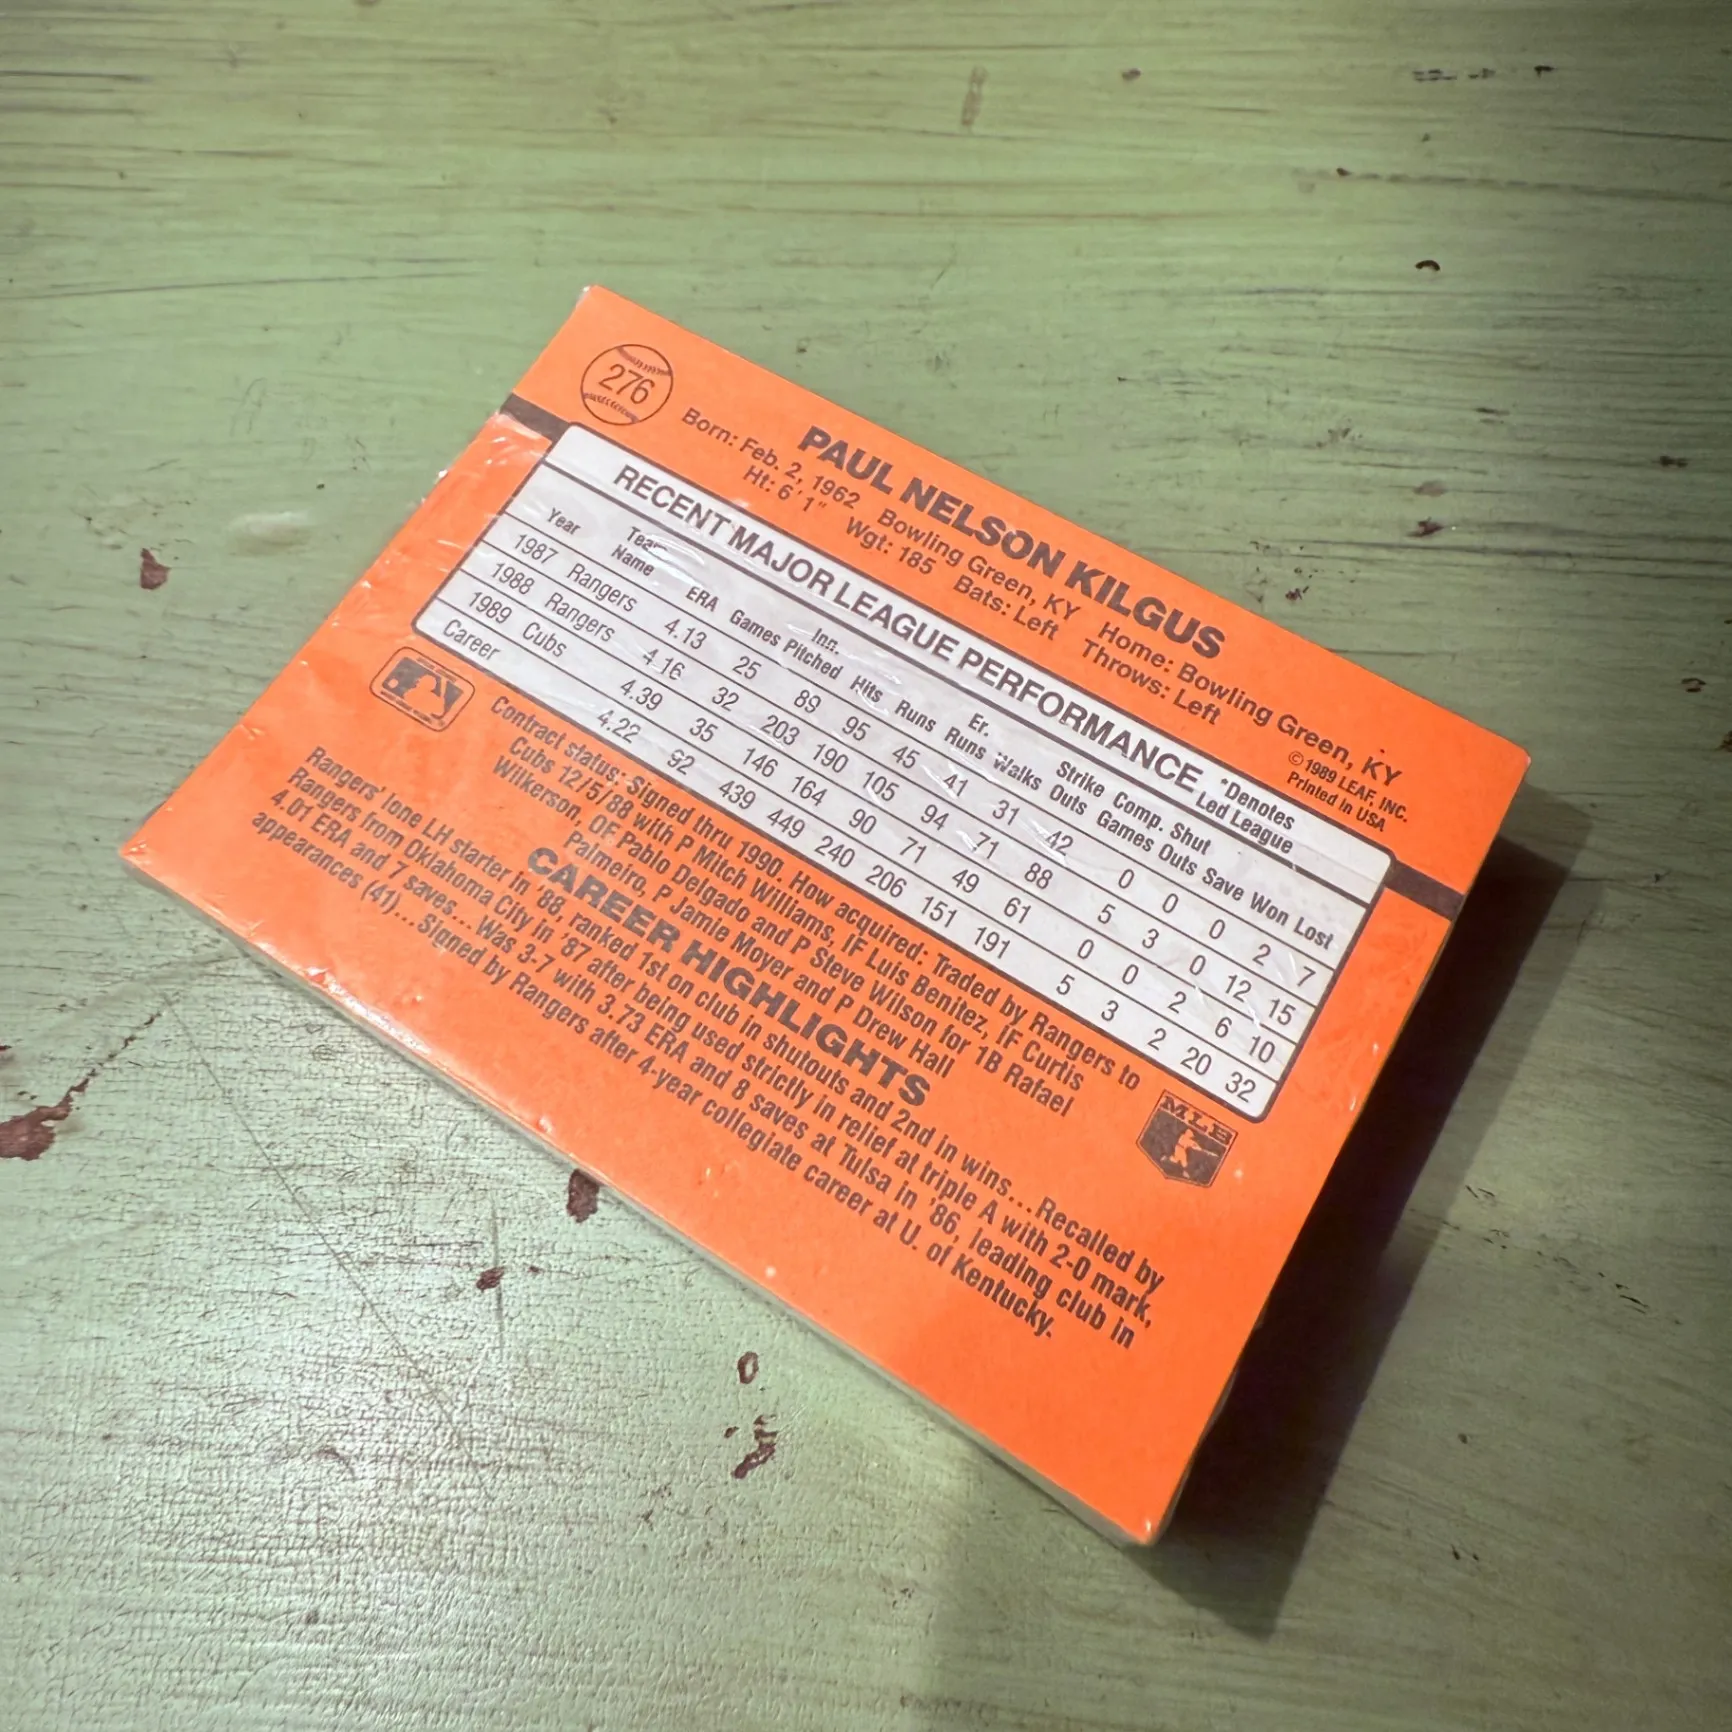 276
PAUL NELSON KILGUS
Born: Feb. 2, 1962 Bowling Green, KY Home: Bowling Green, KY
Ht: 6'1" Wgt: 185 Bats: Left Throws: Left
© 1989 LEAF, INC.
Printed in USA
RECENT MAJOR LEAGUE PERFORMANCE *Denotes Led League
Team Inn. Er. Strike Comp. Shut
Year Name ERA Games Pitched Hits Runs Runs Walks Outs Games Outs Save Won Lost
1987 Rangers 4.13 25 89 95 45 41 31 42 0 0 0 2 7
1988 Rangers 4.16 32 203 190 105 94 71 88 5 3 0 12 15
1989 Cubs 4.39 35 146 164 90 71 49 61 0 0 2 6 10
Career 4.22 92 439 449 240 206 151 191 5 3 2 20 32
Contract status: Signed thru 1990. How acquired: Traded by Rangers to
Cubs 12/5/88 with P Mitch Williams, IF Luis Benitez, IF Curtis
Wilkerson, OF Pablo Delgado and P Steve Wilson for 1B Rafael
Palmeiro, P Jamie Moyer and P Drew Hall
MLB
CAREER HIGHLIGHTS
Rangers' lone LH starter in '88, ranked 1st on club in shutouts and 2nd in wins...Recalled by
Rangers from Oklahoma City in '87 after being used strictly in relief at triple A with 2-0 mark,
4.01 ERA and 7 saves...Was 3-7 with 3.73 ERA and 8 saves at Tulsa in '86, leading club in
appearances (41)...Signed by Rangers after 4-year collegiate career at U. of Kentucky.